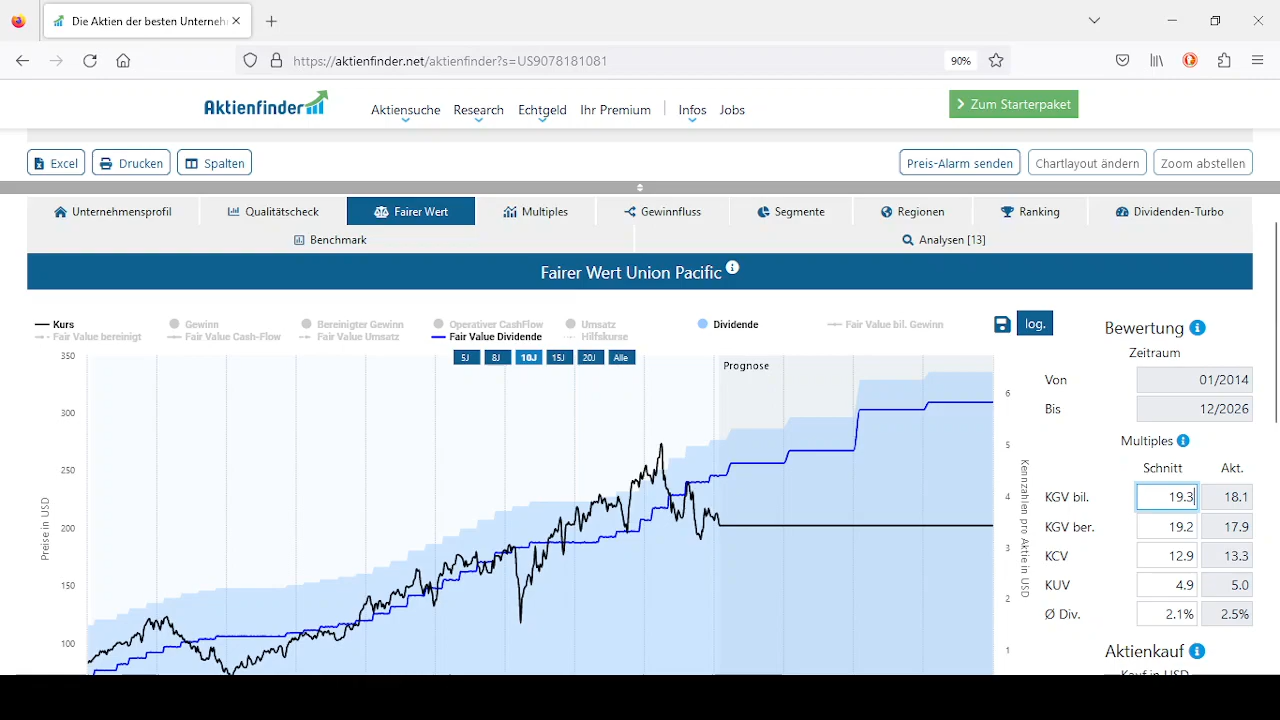 Die Aktien der besten Unterneh
https://aktienfinder.net/aktienfinder?s=US9078181081
90%
Aktienfinder
Aktiensuche Research Echtgeld Ihr Premium Infos Jobs
Zum Starterpaket
Excel Drucken Spalten
Preis-Alarm senden Chartlayout ändern Zoom abstellen
Unternehmensprofil Qualitätscheck Fairer Wert Multiples Gewinnfluss Segmente Regionen Ranking Dividenden-Turbo
Benchmark Analysen [13]
Fairer Wert Union Pacific
Kurs Gewinn Bereinigter Gewinn Operativer CashFlow Umsatz Dividende Fair Value bil. Gewinn
Fair Value bereinigt Fair Value Cash-Flow Fair Value Umsatz Fair Value Dividende Hilfskurse
log.
5J 8J 10J 15J 20J Alle
Prognose
350
300
250
200
150
100
Preise in USD
6
5
4
3
2
1
Kennzahlen pro Aktie in USD
Bewertung
Zeitraum
Von 01/2014
Bis 12/2026
Multiples
Schnitt Akt.
KGV bil. 19.3 18.1
KGV ber. 19.2 17.9
KCV 12.9 13.3
KUV 4.9 5.0
Ø Div. 2.1% 2.5%
Aktienkauf
Kauf in USD